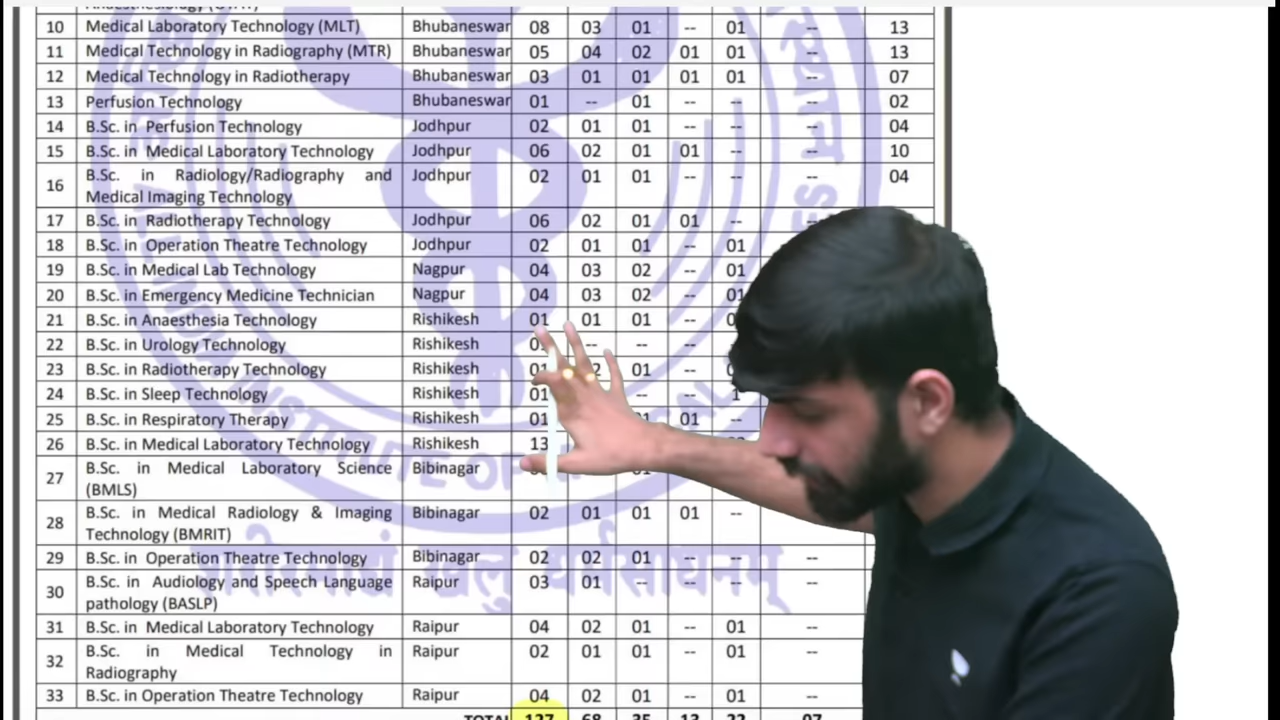 10 Medical Laboratory Technology (MLT) Bhubaneswar 08 03 01 -- 01 -- 13
11 Medical Technology in Radiography (MTR) Bhubaneswar 05 04 02 01 01 -- 13
12 Medical Technology in Radiotherapy Bhubaneswar 03 01 01 01 01 -- 07
13 Perfusion Technology Bhubaneswar 01 -- 01 -- -- -- 02
14 B.Sc. in Perfusion Technology Jodhpur 02 01 01 -- -- -- 04
15 B.Sc. in Medical Laboratory Technology Jodhpur 06 02 01 01 -- -- 10
16 B.Sc. in Radiology/Radiography and Jodhpur 02 01 01 -- -- -- 04
Medical Imaging Technology
17 B.Sc. in Radiotherapy Technology Jodhpur 06 02 01 01 -- --
18 B.Sc. in Operation Theatre Technology Jodhpur 02 01 01 -- 01
19 B.Sc. in Medical Lab Technology Nagpur 04 03 02 -- 01
20 B.Sc. in Emergency Medicine Technician Nagpur 04 03 02 -- 01
21 B.Sc. in Anaesthesia Technology Rishikesh 01 01 01 --
22 B.Sc. in Urology Technology Rishikesh -- -- --
23 B.Sc. in Radiotherapy Technology Rishikesh 01 01 --
24 B.Sc. in Sleep Technology Rishikesh 01 -- --
25 B.Sc. in Respiratory Therapy Rishikesh 01 01 --
26 B.Sc. in Medical Laboratory Technology Rishikesh 13
27 B.Sc. in Medical Laboratory Science Bibinagar
(BMLS)
28 B.Sc. in Medical Radiology & Imaging Bibinagar 02 01 01 01 --
Technology (BMRIT)
29 B.Sc. in Operation Theatre Technology Bibinagar 02 02 01 -- -- --
30 B.Sc. in Audiology and Speech Language Raipur 03 01 -- -- -- --
pathology (BASLP)
31 B.Sc. in Medical Laboratory Technology Raipur 04 02 01 -- 01 --
32 B.Sc. in Medical Technology in Raipur 02 01 01 -- 01 --
Radiography
33 B.Sc. in Operation Theatre Technology Raipur 04 02 01 -- 01 --
TOTAL 127 68 35 13 22 07
INSTITUTE OF